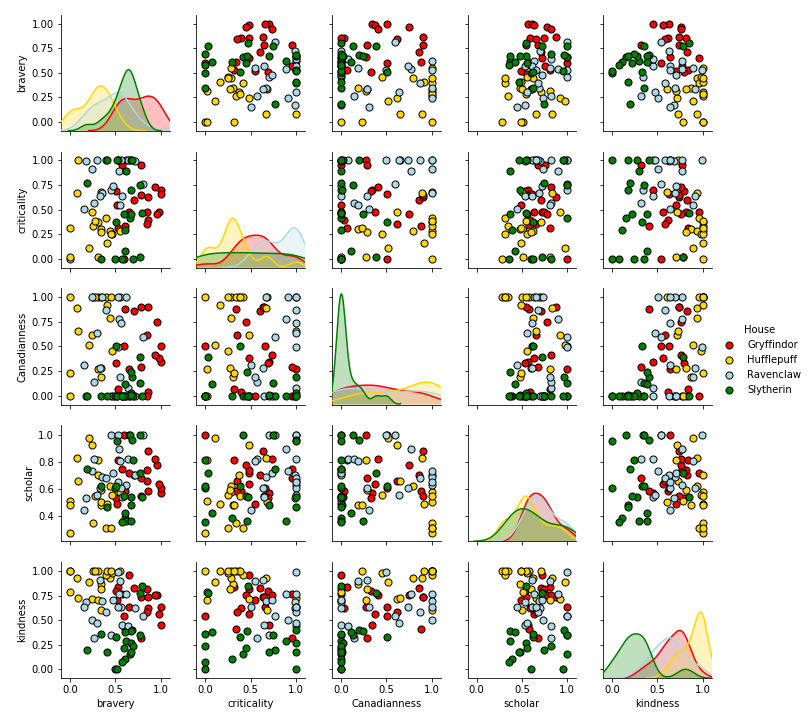 1.00
0.75
0.50
0.25
0.00
bravery
1.00
0.75
0.50
0.25
0.00
criticality
1.00
0.75
0.50
0.25
0.00
Canadianness
House
Gryffindor
Hufflepuff
Ravenclaw
Slytherin
1.0
0.8
0.6
0.4
scholar
1.00
0.75
0.50
0.25
0.00
kindness
0.0 0.5 1.0 0.0 0.5 1.0 0.0 0.5 1.0 0.0 0.5 1.0 0.0 0.5 1.0
bravery criticality Canadianness scholar kindness